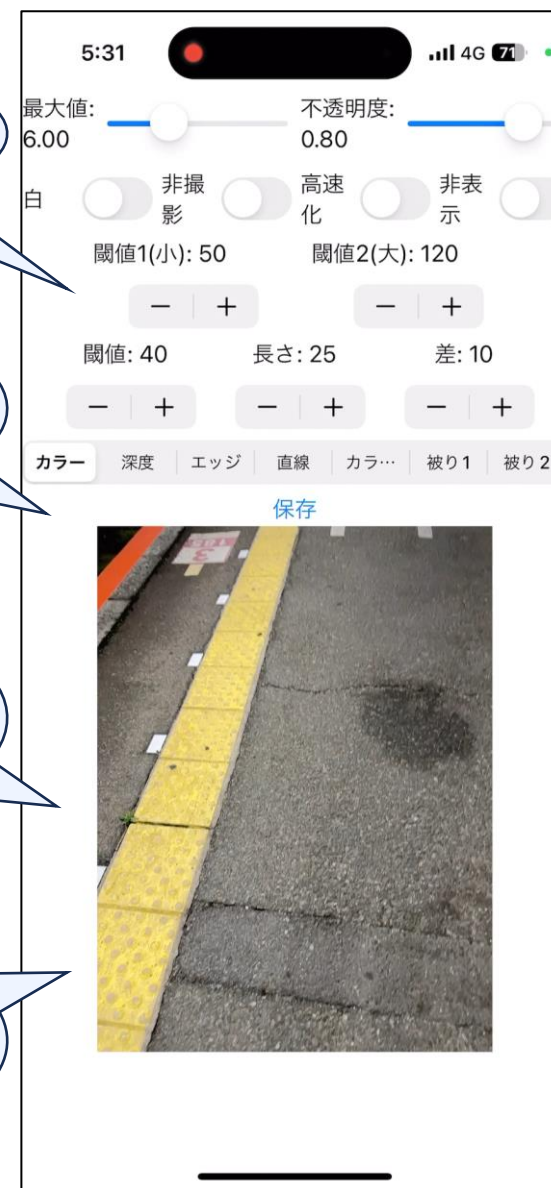 5:31 4G 71
最大値: 不透明度:
6.00 0.80
白 非撮影 高速化 非表示
閾値1(小): 50 閾値2(大): 120
− + − +
閾値: 40 長さ: 25 差: 10
− + − + − +
カラー 深度 エッジ 直線 カラ… 被り1 被り2
保存
3